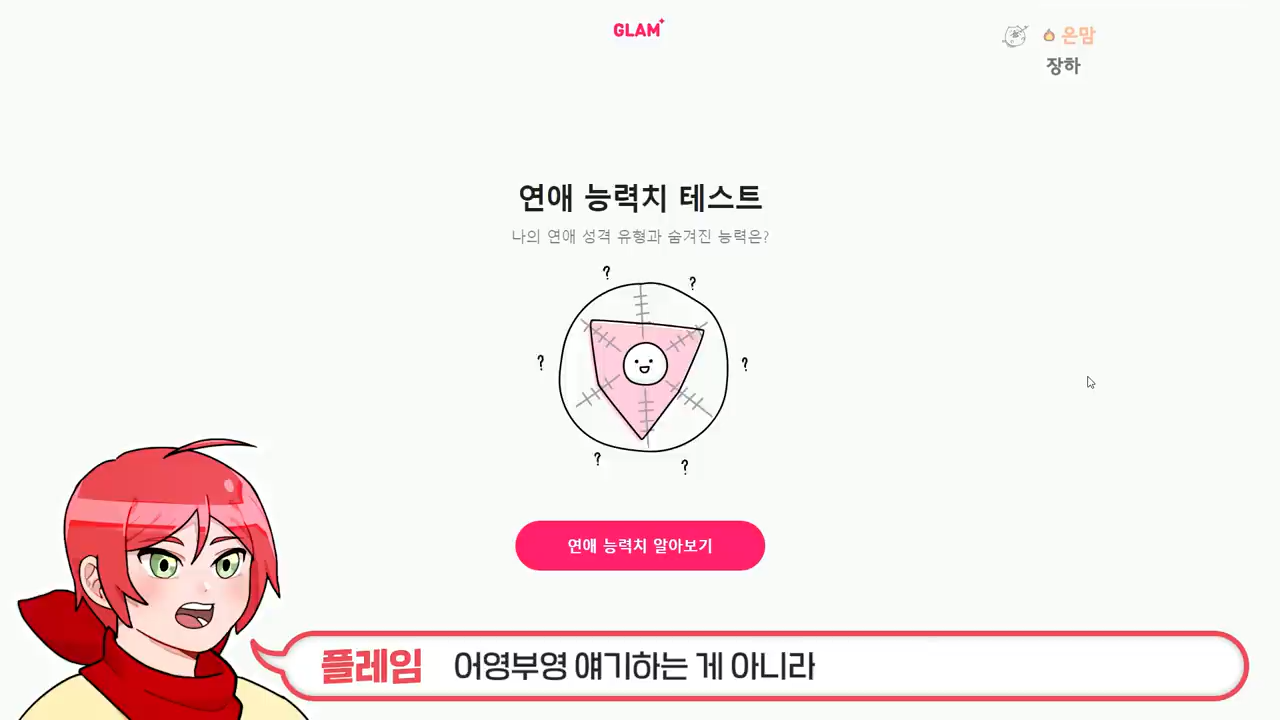 GLAM
은맘
장하
연애 능력치 테스트
나의 연애 성격 유형과 숨겨진 능력은?
? ?
? ?
? ?
연애 능력치 알아보기
플레임 어영부영 얘기하는 게 아니라